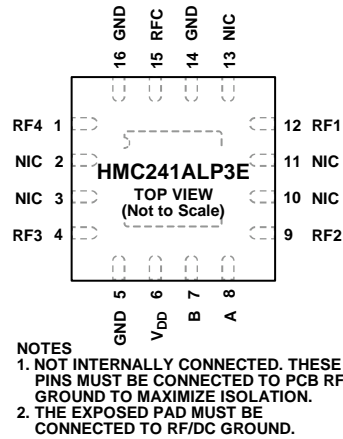 16 GND
15 RFC
14 GND
13 NIC
RF4 1
NIC 2
NIC 3
RF3 4
12 RF1
11 NIC
10 NIC
9 RF2
HMC241ALP3E
TOP VIEW
(Not to Scale)
GND 5
VDD 6
B 7
A 8
NOTES
1. NOT INTERNALLY CONNECTED. THESE
PINS MUST BE CONNECTED TO PCB RF
GROUND TO MAXIMIZE ISOLATION.
2. THE EXPOSED PAD MUST BE
CONNECTED TO RF/DC GROUND.